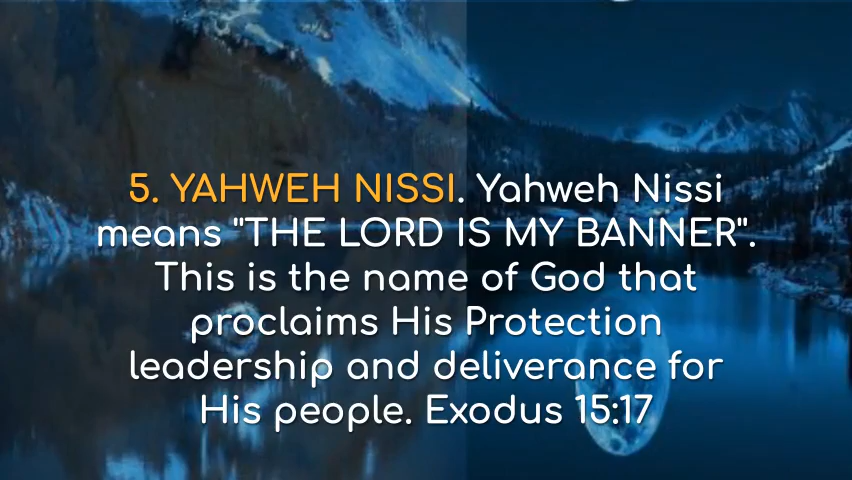 5. YAHWEH NISSI. Yahweh Nissi
means "THE LORD IS MY BANNER".
This is the name of God that
proclaims His Protection
leadership and deliverance for
His people. Exodus 15:17